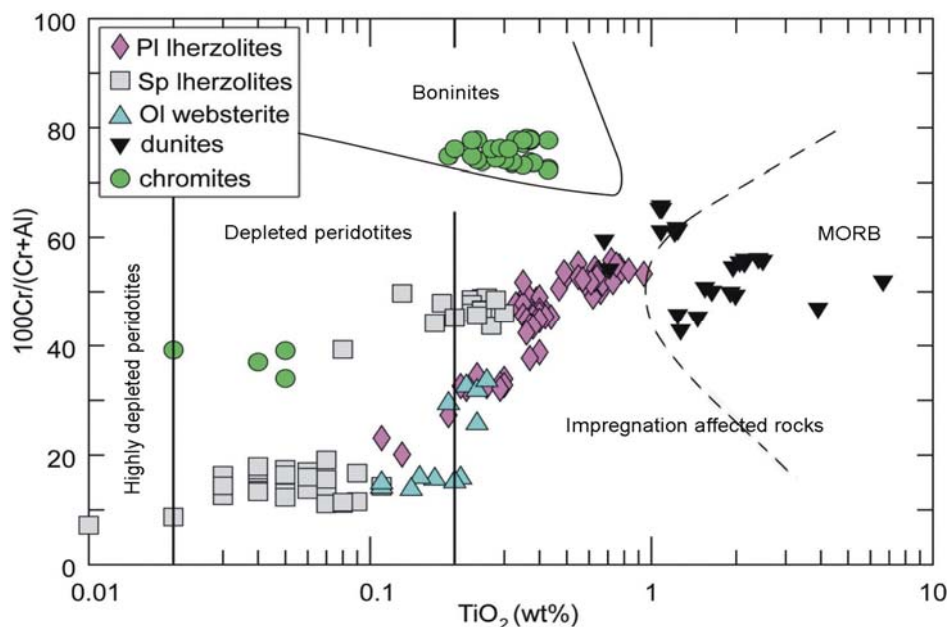 100
80
60
40
20
0
100Cr/(Cr+Al)
Pl lherzolites
Sp lherzolites
Ol websterite
dunites
chromites
Boninites
Depleted peridotites
MORB
Highly depleted peridotites
Impregnation affected rocks
0.01
0.1
1
10
TiO₂ (wt%)